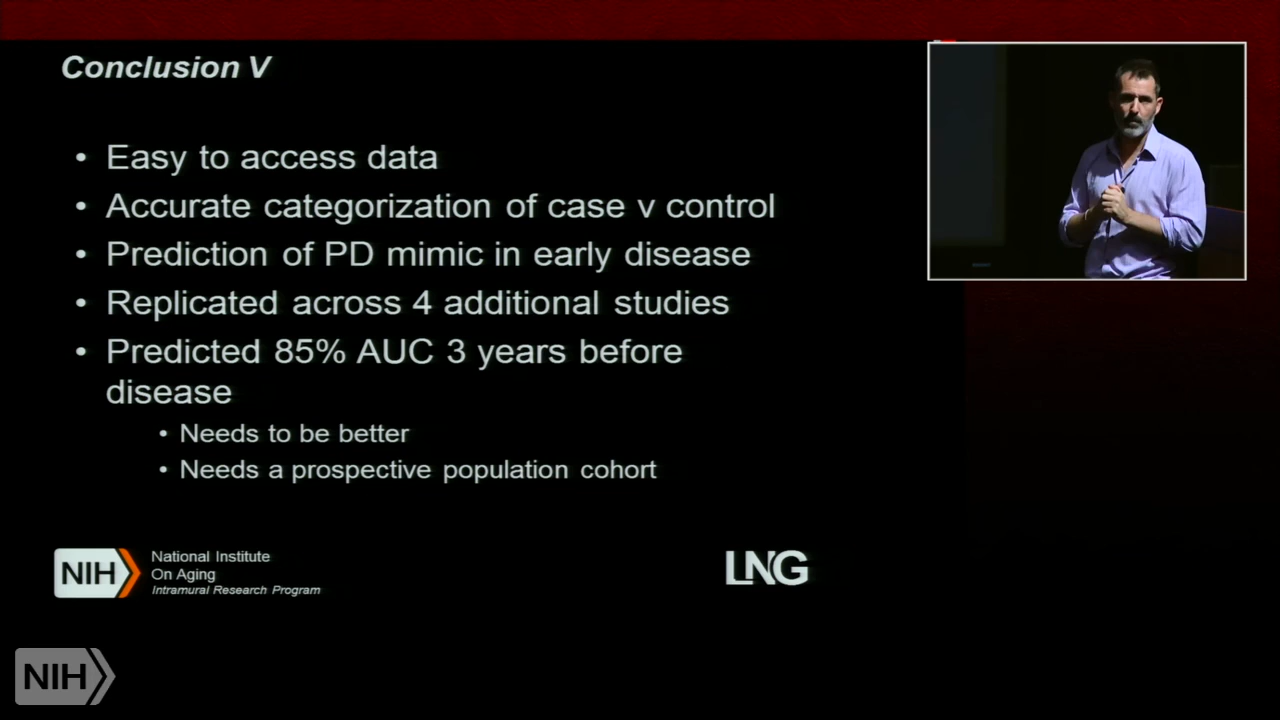 Conclusion V
• Easy to access data
• Accurate categorization of case v control
• Prediction of PD mimic in early disease
• Replicated across 4 additional studies
• Predicted 85% AUC 3 years before
disease
• Needs to be better
• Needs a prospective population cohort
NIH
National Institute
On Aging
Intramural Research Program
LNG
NIH